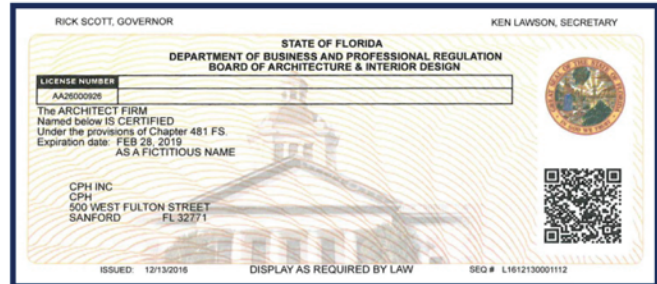 RICK SCOTT, GOVERNOR KEN LAWSON, SECRETARY
STATE OF FLORIDA
DEPARTMENT OF BUSINESS AND PROFESSIONAL REGULATION
BOARD OF ARCHITECTURE & INTERIOR DESIGN
LICENSE NUMBER
AA26000926
The ARCHITECT FIRM
Named below IS CERTIFIED
Under the provisions of Chapter 481 FS.
Expiration date: FEB 28, 2019
AS A FICTITIOUS NAME
CPH INC
CPH
500 WEST FULTON STREET
SANFORD FL 32771
ISSUED: 12/13/2016 DISPLAY AS REQUIRED BY LAW SEQ # L1612130001112